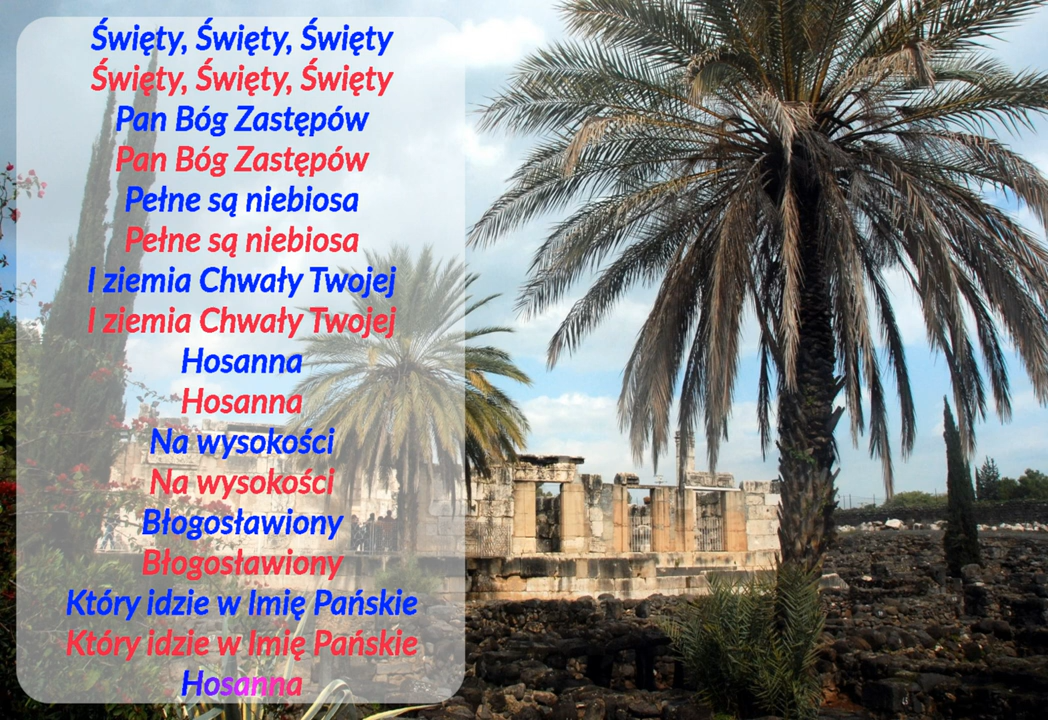 Święty, Święty, Święty
Święty, Święty, Święty
Pan Bóg Zastępów
Pan Bóg Zastępów
Pełne są niebiosa
Pełne są niebiosa
I ziemia Chwały Twojej
I ziemia Chwały Twojej
Hosanna
Hosanna
Na wysokości
Na wysokości
Błogosławiony
Błogosławiony
Który idzie w Imię Pańskie
Który idzie w Imię Pańskie
Hosanna